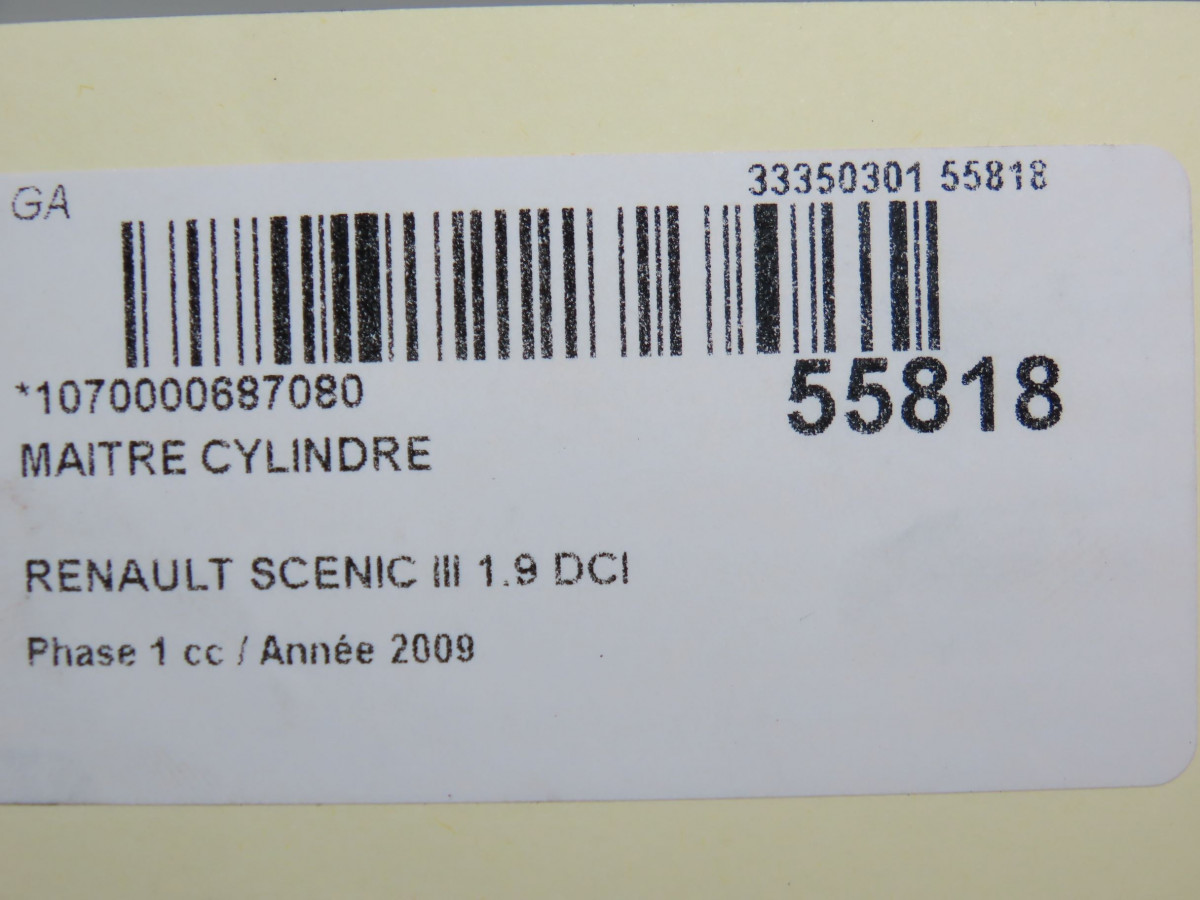 GA
33350301 55818
*1070000687080
55818
MAITRE CYLINDRE
RENAULT SCENIC III 1.9 DCI
Phase 1 cc / Année 2009